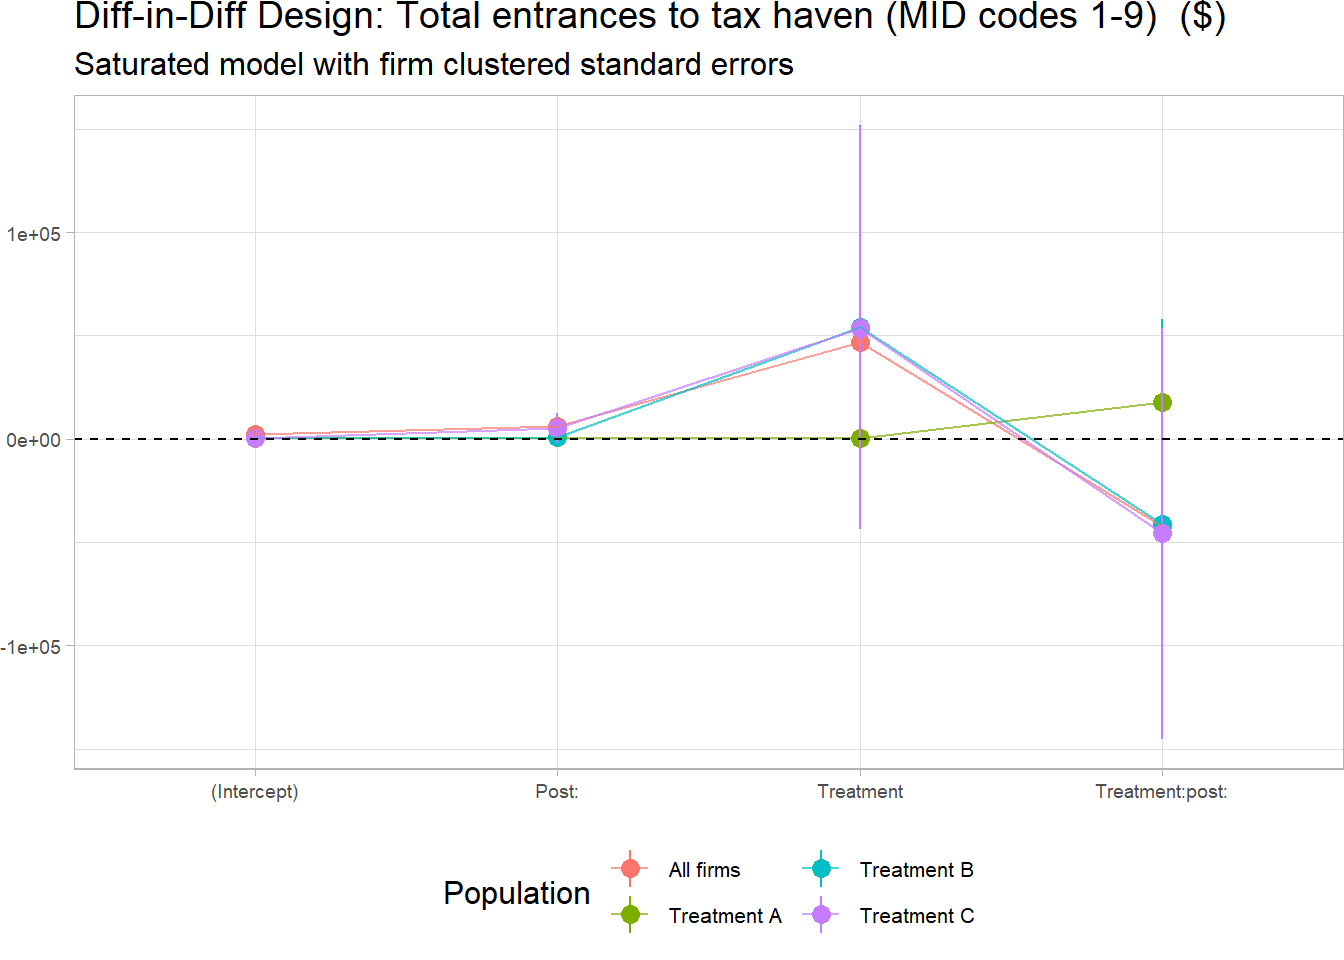 Diff-in-Diff Design: Total entrances to tax haven (MID codes 1-9)  ($)
Saturated model with firm clustered standard errors
1e+05
0e+00
-1e+05
(Intercept)
Post:
Treatment
Treatment:post:
Population
All firms
Treatment B
Treatment A
Treatment C